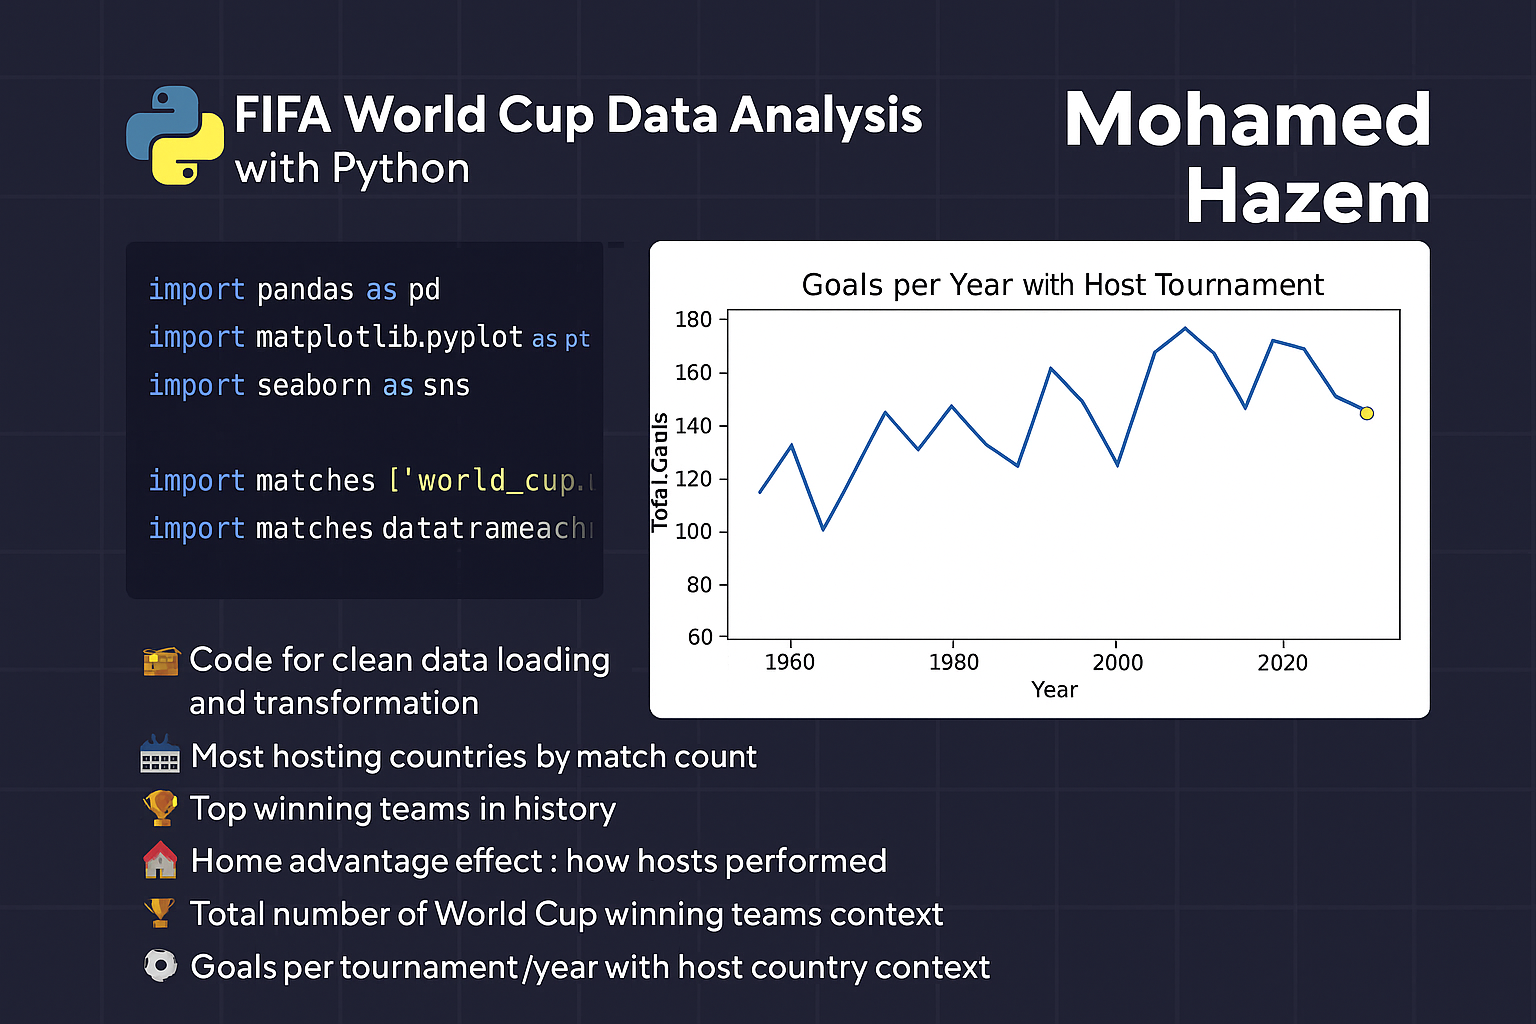 FIFA World Cup Data Analysis
with Python
Mohamed
Hazem
import pandas as pd
import matplotlib.pyplot as pt
import seaborn as sns
import matches ['world_cup.
import matches datatrameach
Goals per Year with Host Tournament
Tofal.Gauls
180
160
140
120
100
80
60
1960 1980 2000 2020
Year
Code for clean data loading
and transformation
Most hosting countries by match count
Top winning teams in history
Home advantage effect : how hosts performed
Total number of World Cup winning teams context
Goals per tournament/year with host country context